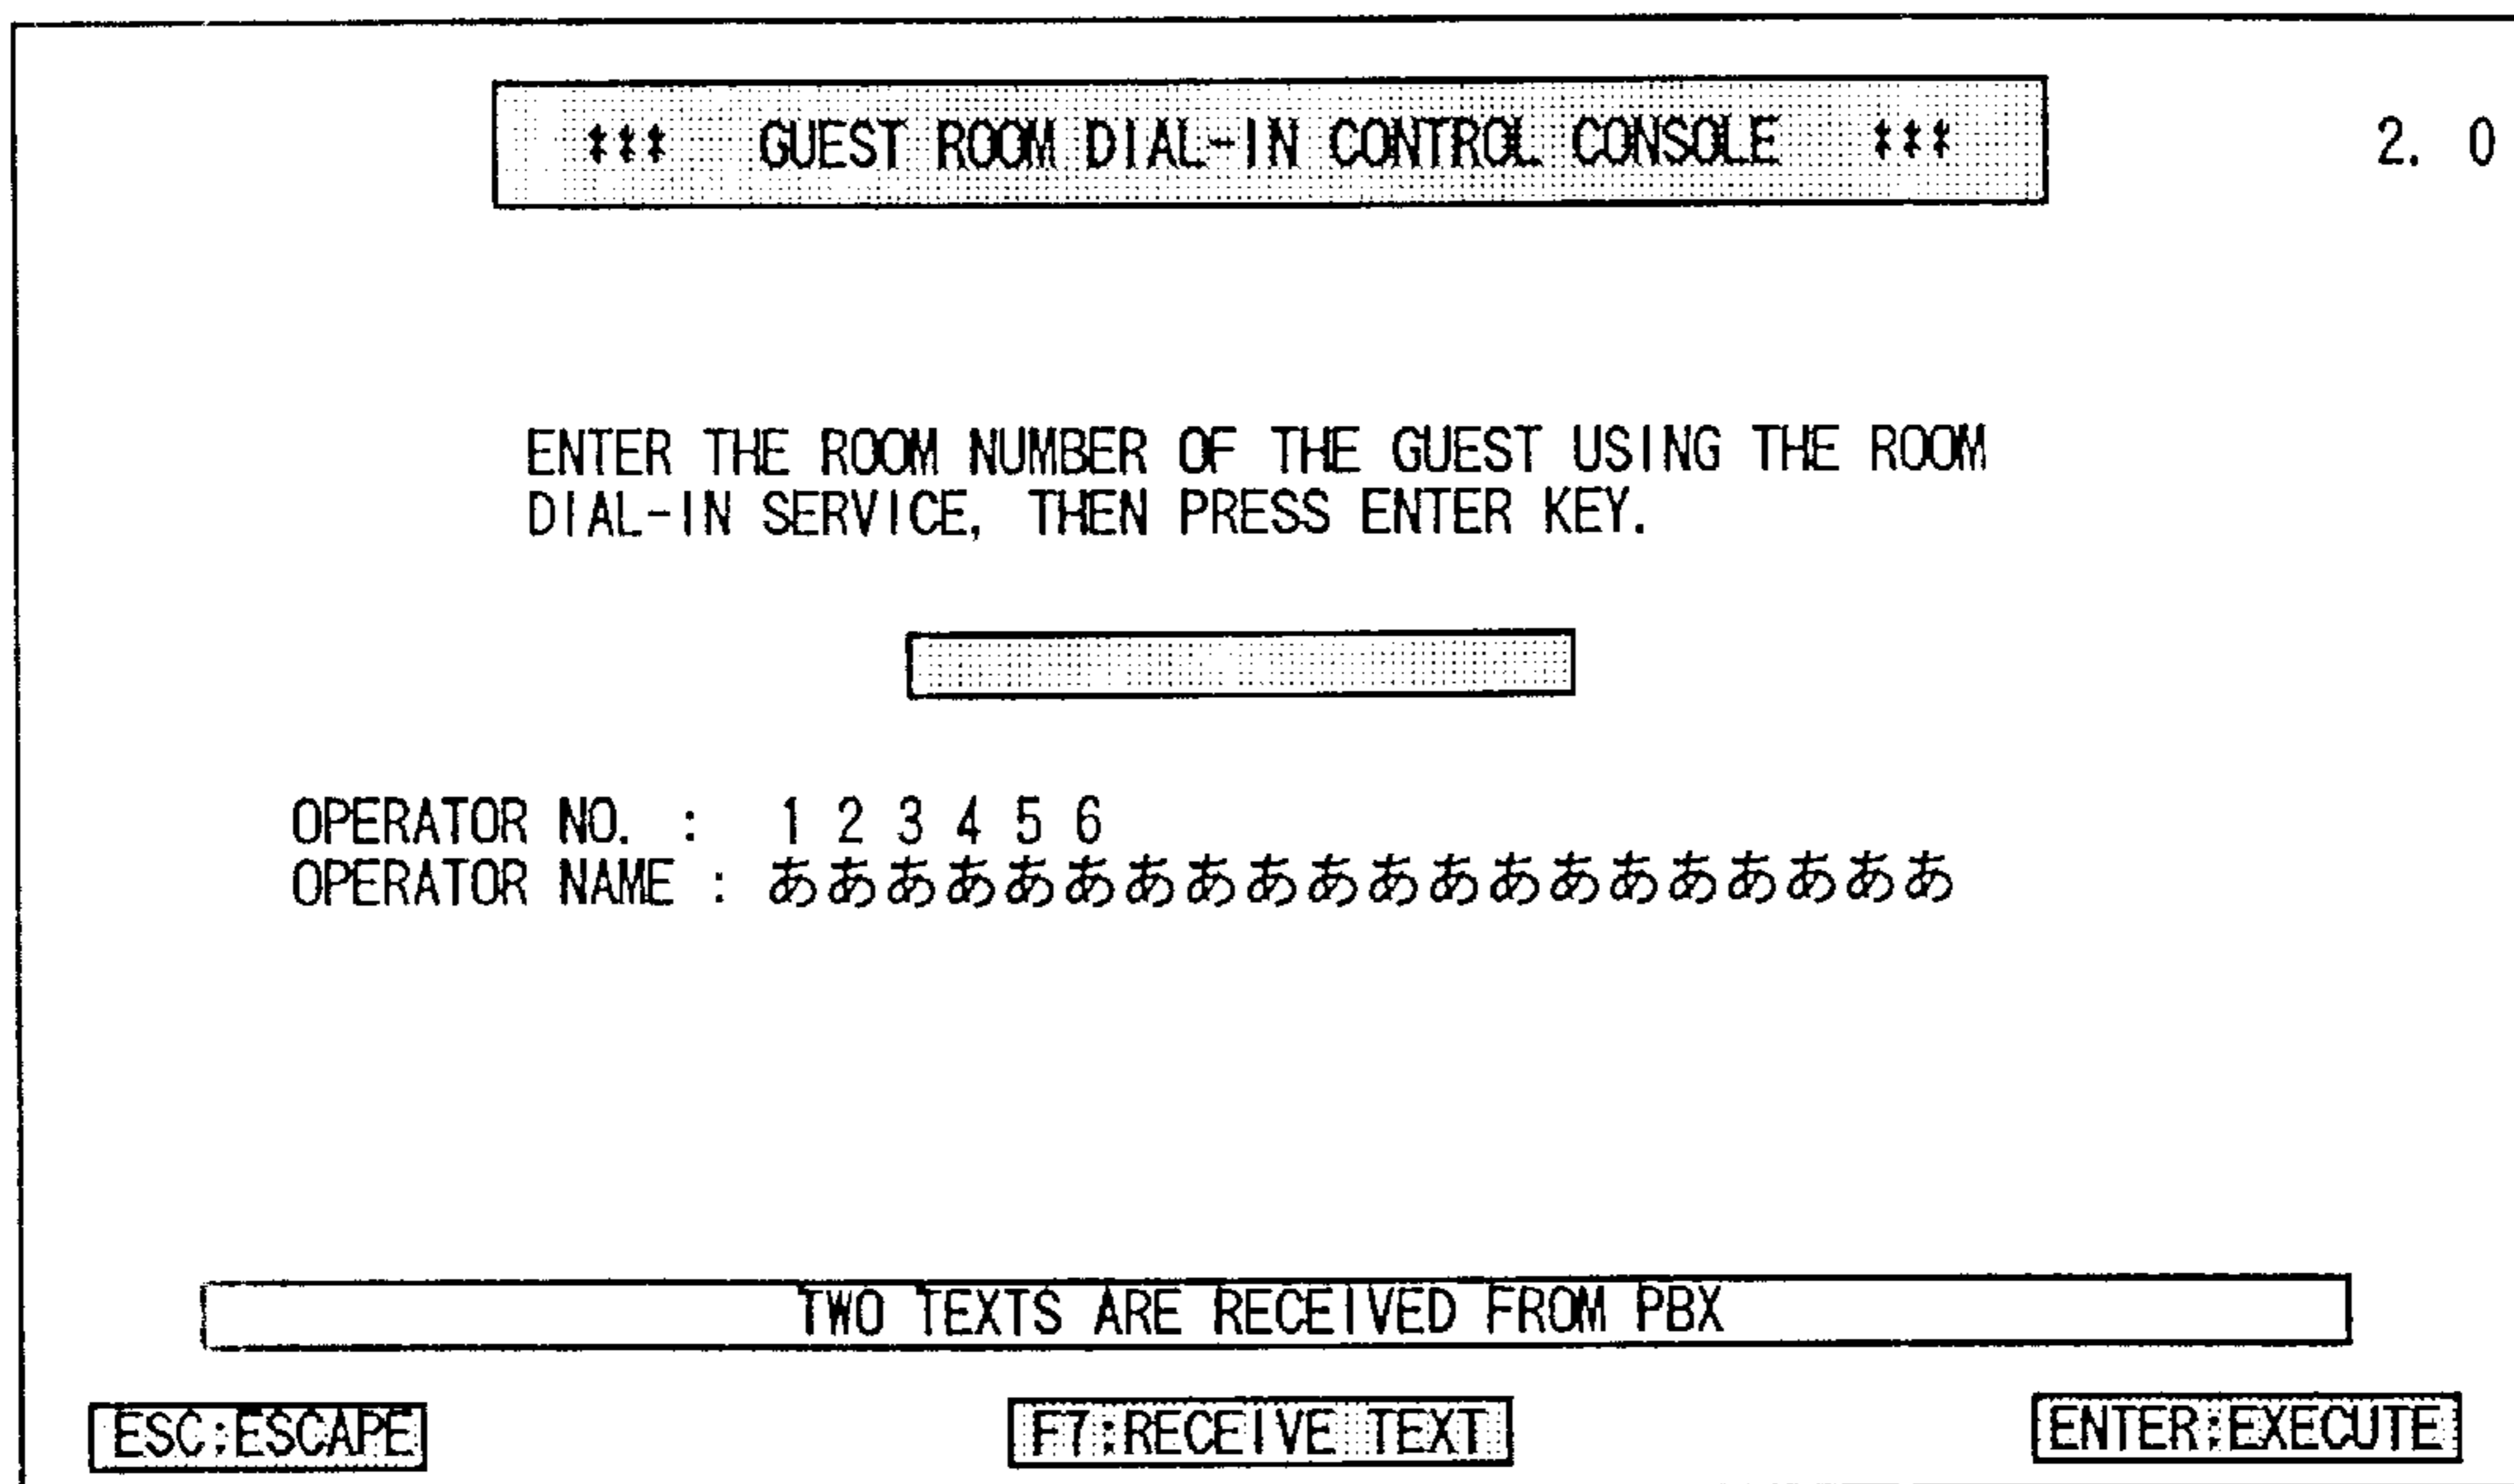 *** GUEST ROOM DIAL-IN CONTROL CONSOLE *** 2. 0
ENTER THE ROOM NUMBER OF THE GUEST USING THE ROOM
DIAL-IN SERVICE, THEN PRESS ENTER KEY.
OPERATOR NO. : 1 2 3 4 5 6
OPERATOR NAME : ああああああああああああああああああああ
TWO TEXTS ARE RECEIVED FROM PBX
ESC:ESCAPE F7:RECEIVE TEXT ENTER:EXECUTE